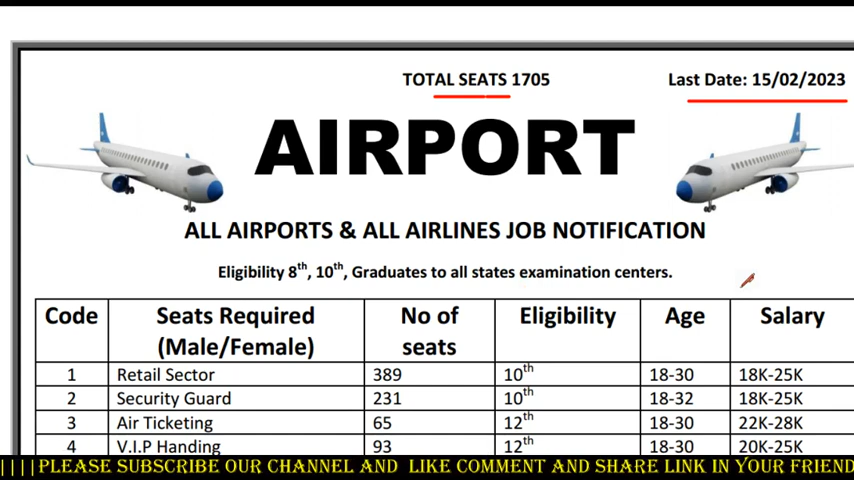 TOTAL SEATS 1705 Last Date: 15/02/2023
AIRPORT
ALL AIRPORTS & ALL AIRLINES JOB NOTIFICATION
Eligibility 8th, 10th, Graduates to all states examination centers.
Code Seats Required (Male/Female) No of seats Eligibility Age Salary
1 Retail Sector 389 10th 18-30 18K-25K
2 Security Guard 231 10th 18-32 18K-25K
3 Air Ticketing 65 12th 18-30 22K-28K
4 V.I.P Handing 93 12th 18-30 20K-25K
||||PLEASE SUBSCRIBE OUR CHANNEL AND LIKE COMMENT AND SHARE LINK IN YOUR FRIEND